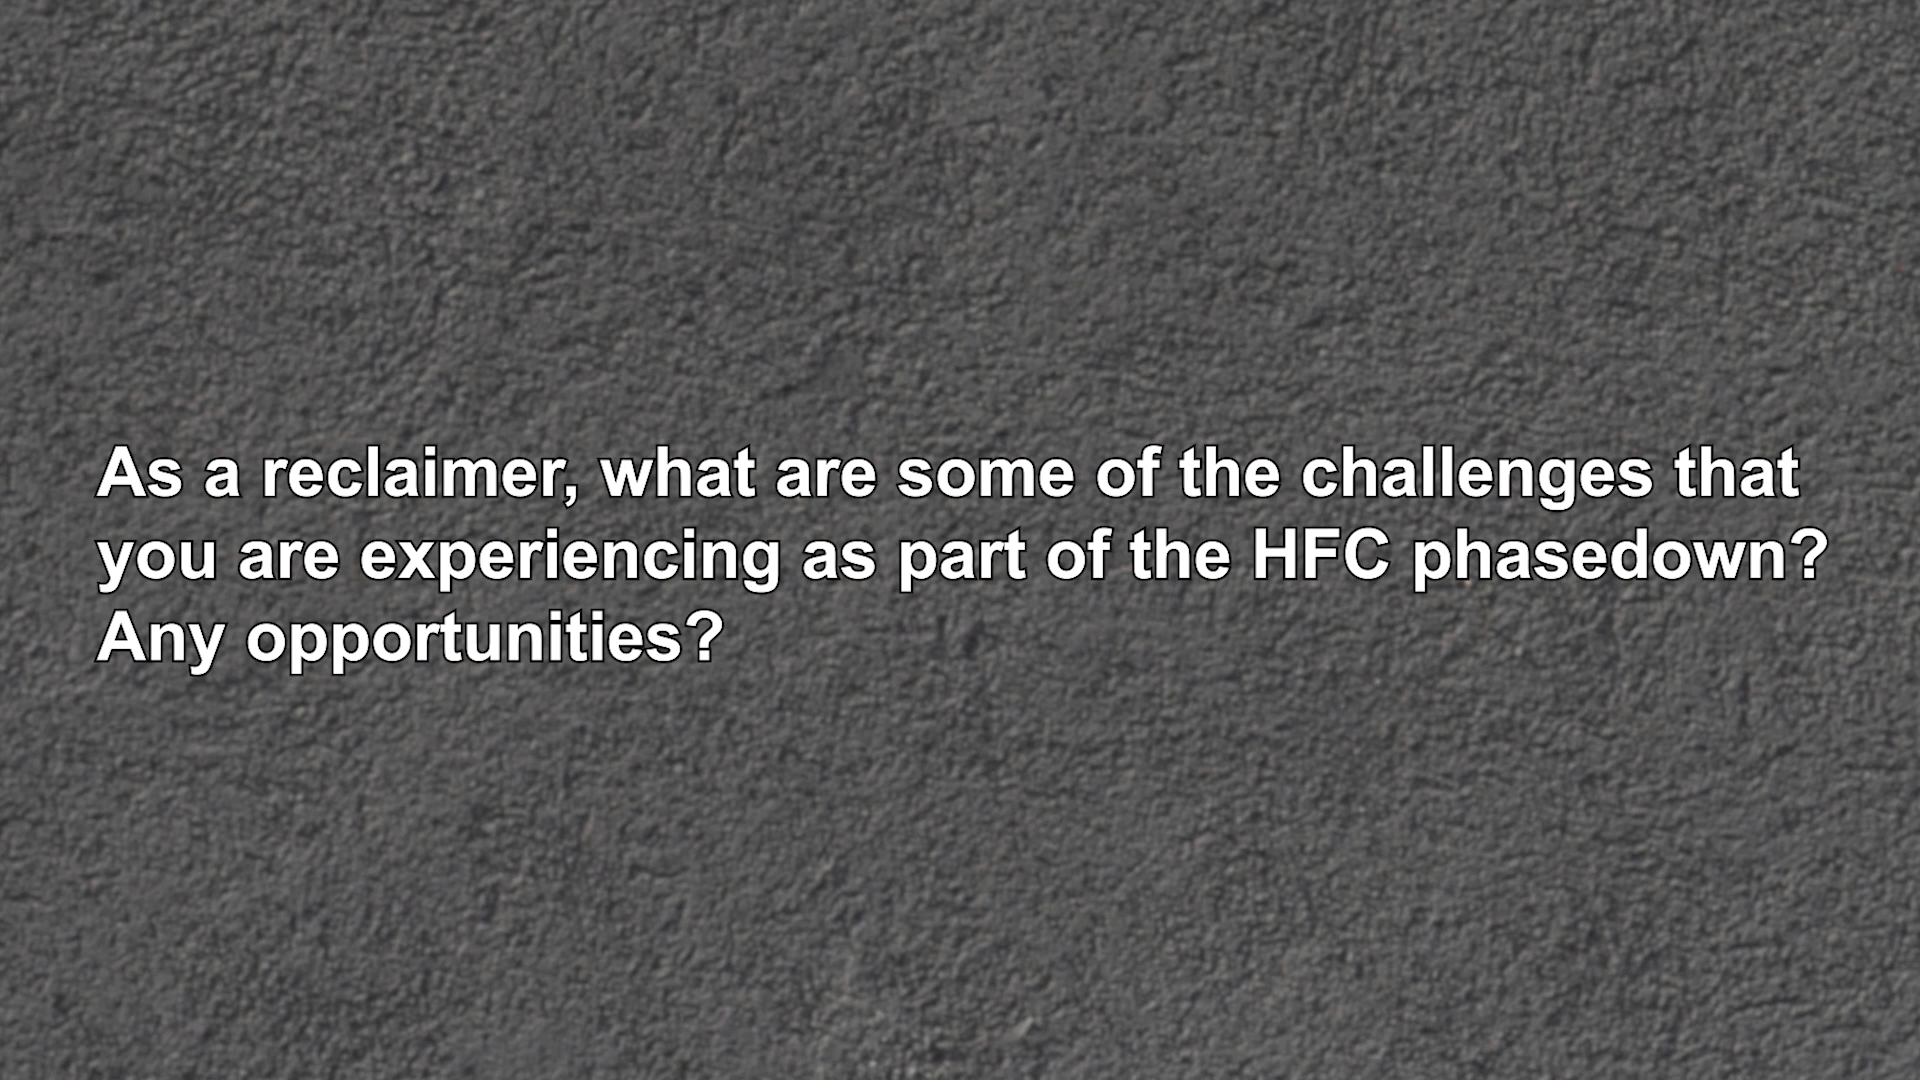 As a reclaimer, what are some of the challenges that
you are experiencing as part of the HFC phasedown?
Any opportunities?